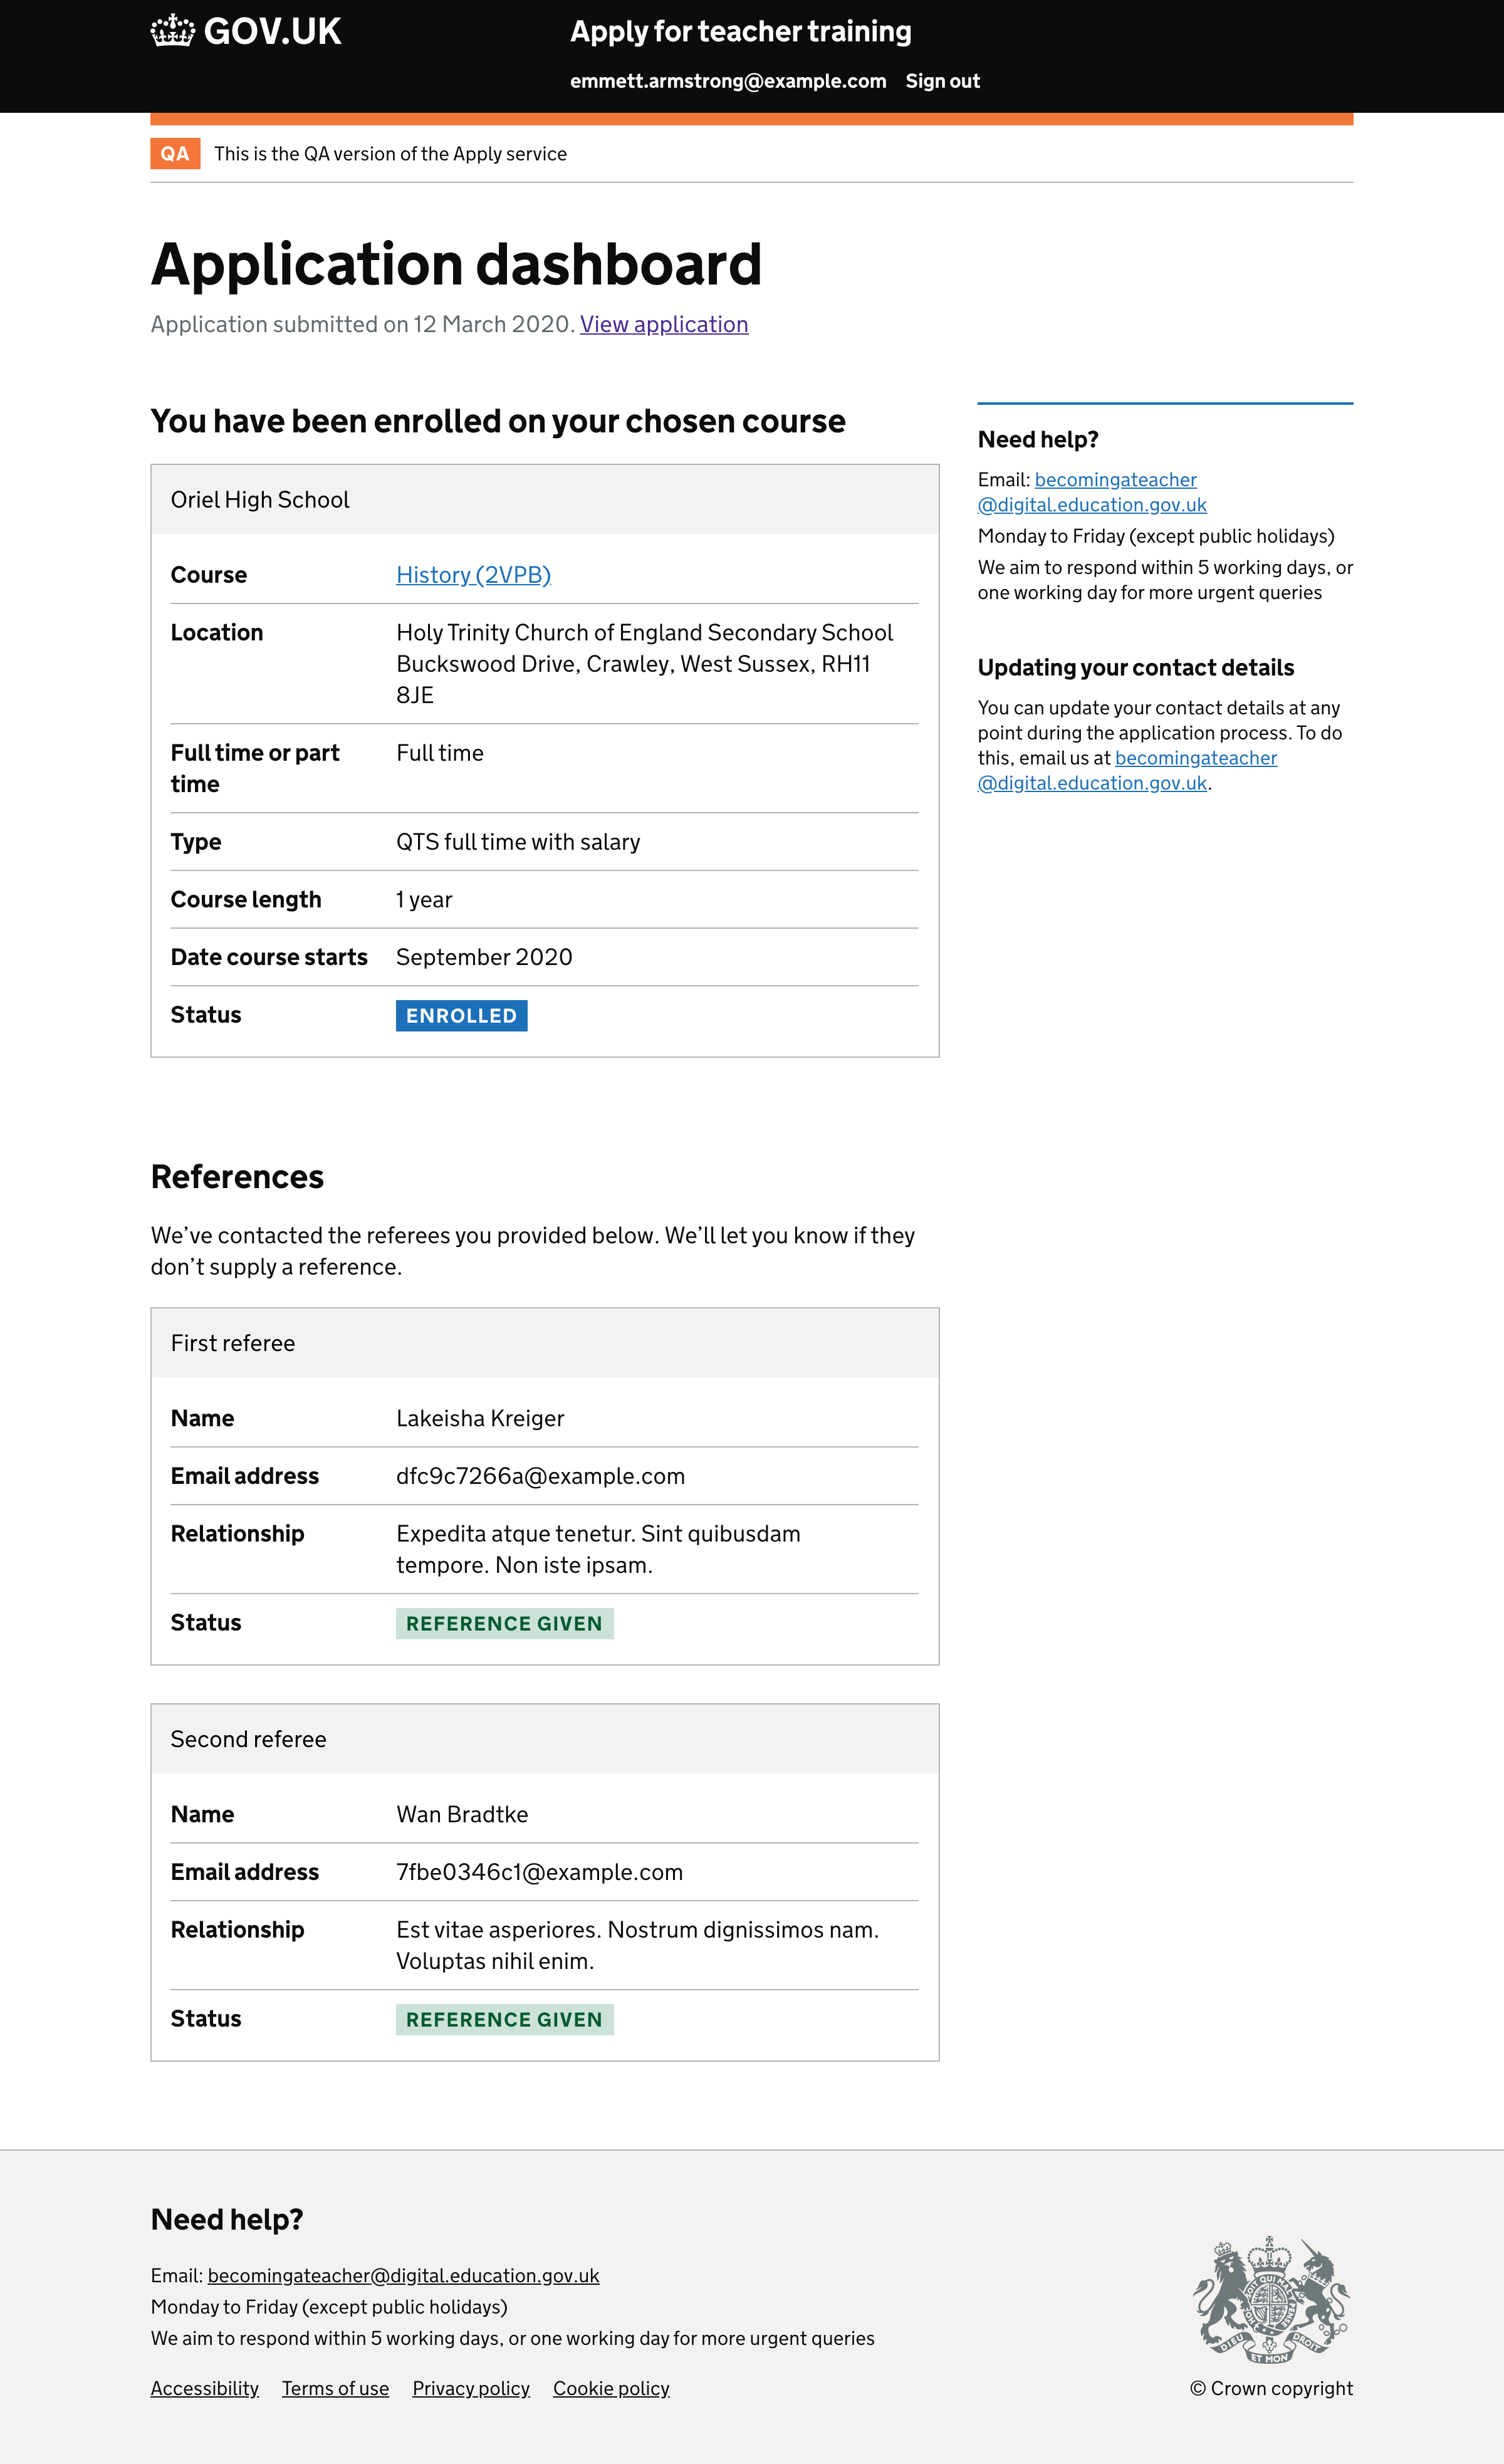 GOV.UK
Apply for teacher training
emmett.armstrong@example.com Sign out
QA This is the QA version of the Apply service
Application dashboard
Application submitted on 12 March 2020. View application
You have been enrolled on your chosen course
Oriel High School
Course History (2VPB)
Location Holy Trinity Church of England Secondary School
Buckswood Drive, Crawley, West Sussex, RH11
8JE
Full time or part
time
Full time
Type QTS full time with salary
Course length 1 year
Date course starts September 2020
Status ENROLLED
Need help?
Email: becomingateacher
@digital.education.gov.uk
Monday to Friday (except public holidays)
We aim to respond within 5 working days, or
one working day for more urgent queries
Updating your contact details
You can update your contact details at any
point during the application process. To do
this, email us at becomingateacher
@digital.education.gov.uk.
References
We’ve contacted the referees you provided below. We’ll let you know if they
don’t supply a reference.
First referee
Name Lakeisha Kreiger
Email address dfc9c7266a@example.com
Relationship Expedita atque tenetur. Sint quibusdam
tempore. Non iste ipsam.
Status REFERENCE GIVEN
Second referee
Name Wan Bradtke
Email address 7fbe0346c1@example.com
Relationship Est vitae asperiores. Nostrum dignissimos nam.
Voluptas nihil enim.
Status REFERENCE GIVEN
Need help?
Email: becomingateacher@digital.education.gov.uk
Monday to Friday (except public holidays)
We aim to respond within 5 working days, or one working day for more urgent queries
Accessibility Terms of use Privacy policy Cookie policy
DIEU ET MON DROIT
© Crown copyright